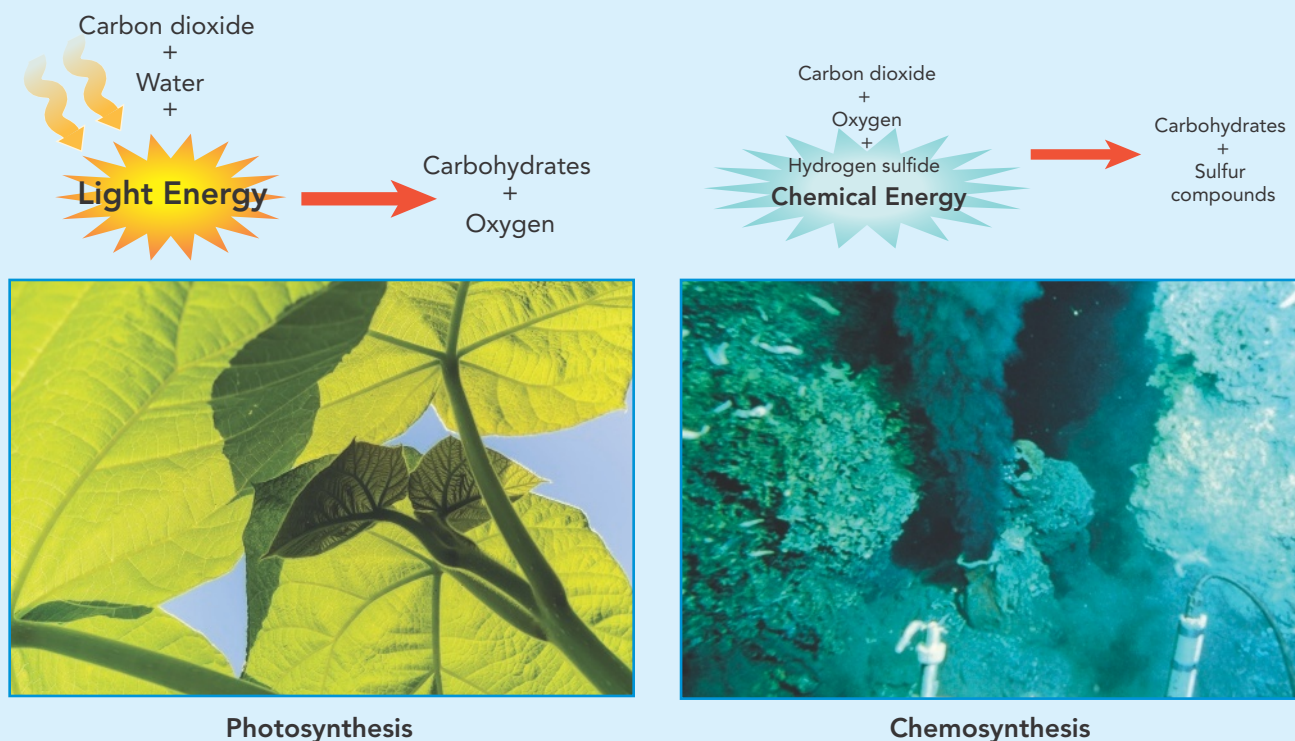 Carbon dioxide
+
Water
+
Light Energy
Carbohydrates
+
Oxygen
Carbon dioxide
+
Oxygen
+
Hydrogen sulfide
Chemical Energy
Carbohydrates
+
Sulfur
compounds
Photosynthesis
Chemosynthesis